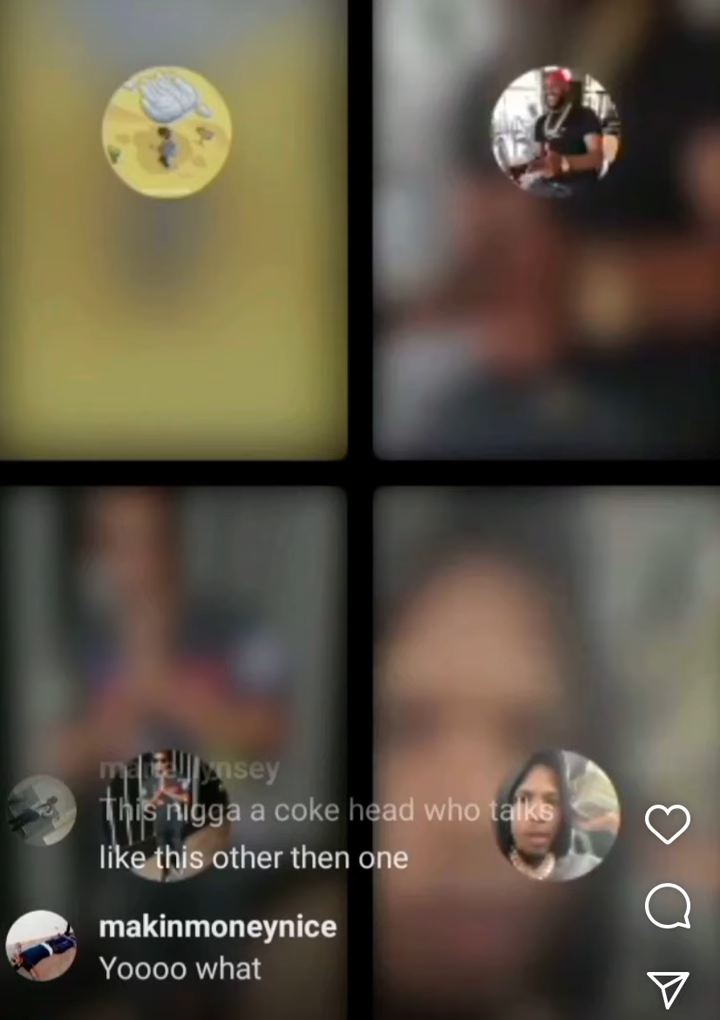 This nigga a coke head who talks
like this other then one
makinmoneynice
Yoooo what